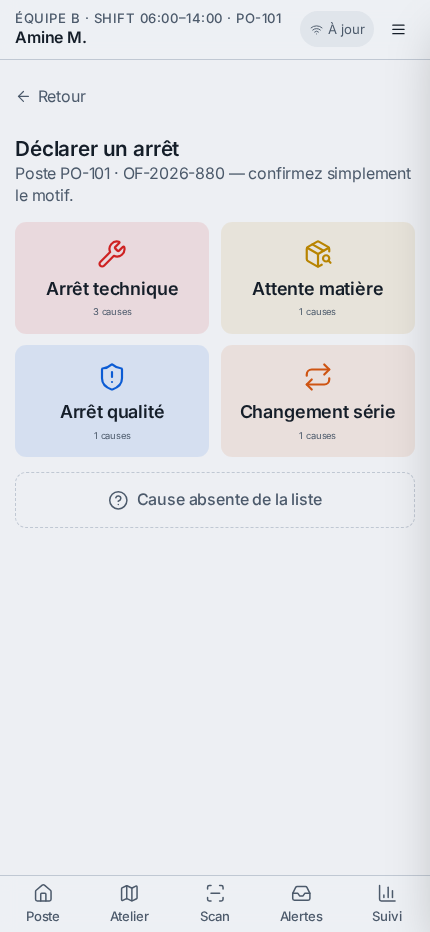 ÉQUIPE B · SHIFT 06:00–14:00 · PO-101
Amine M.
À jour
Retour
Déclarer un arrêt
Poste PO-101 · OF-2026-880 — confirmez simplement
le motif.
Arrêt technique
3 causes
Attente matière
1 causes
Arrêt qualité
1 causes
Changement série
1 causes
Cause absente de la liste
Poste
Atelier
Scan
Alertes
Suivi